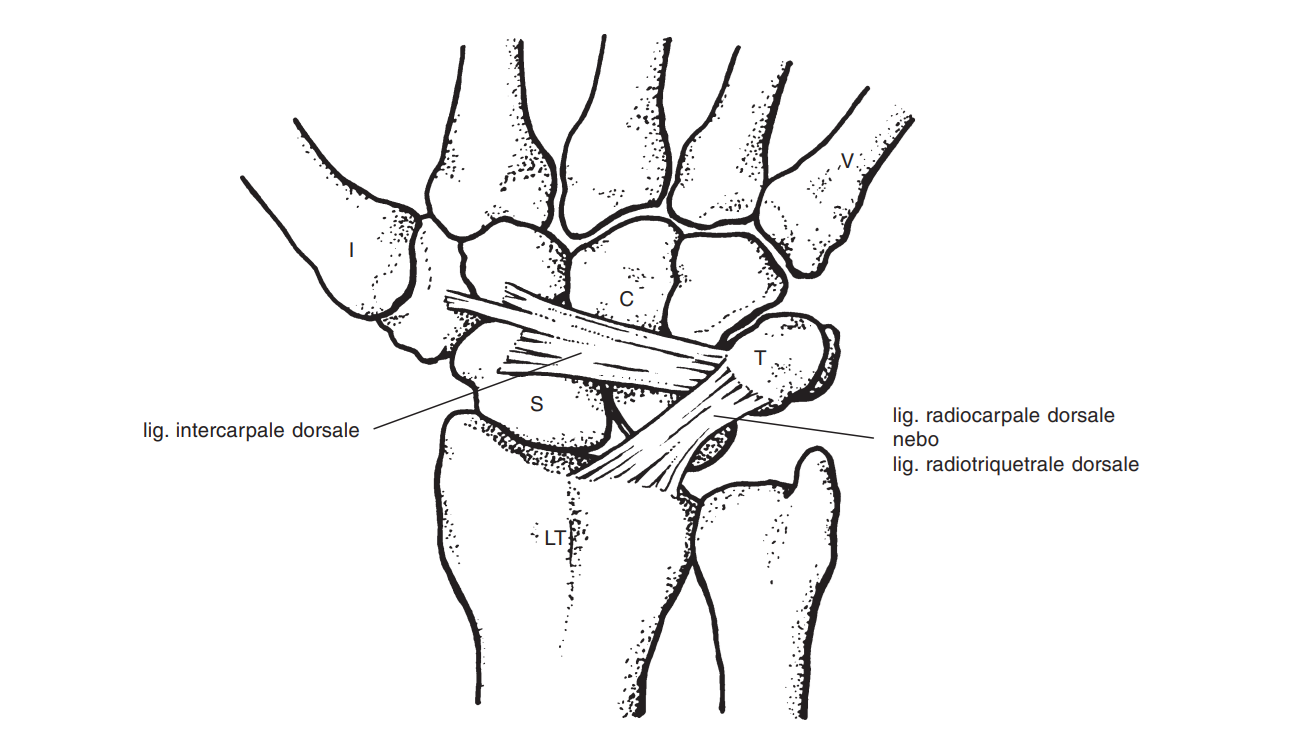 V
I
C
T
S
lig. intercarpale dorsale
lig. radiocarpale dorsale
nebo
lig. radiotriquetrale dorsale
LT